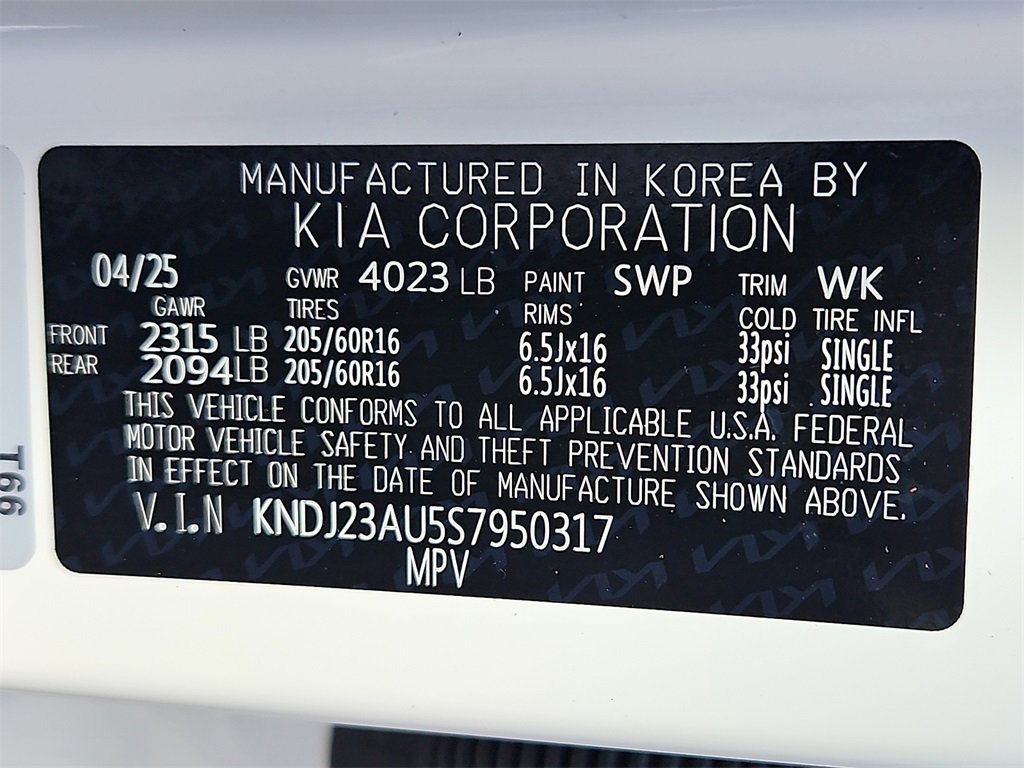 MANUFACTURED IN KOREA BY
KIA CORPORATION
04/25 GVWR 4023 LB PAINT SWP TRIM WK
GAWR TIRES RIMS COLD TIRE INFL
FRONT 2315 LB 205/60R16 6.5Jx16 33psi SINGLE
REAR 2094LB 205/60R16 6.5Jx16 33psi SINGLE
THIS VEHICLE CONFORMS TO ALL APPLICABLE U.S.A. FEDERAL
MOTOR VEHICLE SAFETY AND THEFT PREVENTION STANDARDS
IN EFFECT ON THE DATE OF MANUFACTURE SHOWN ABOVE.
V.I.N KNDJ23AU5S7950317
MPV